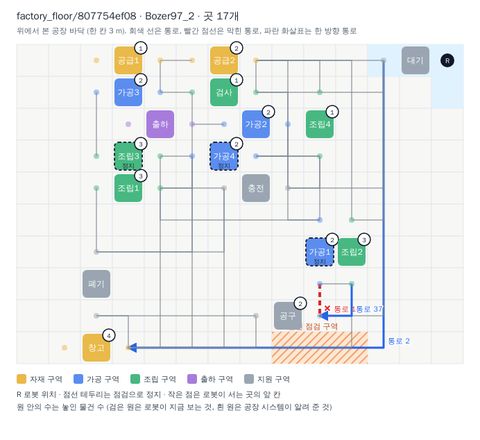 factory_floor/807754ef08 · Bozer97_2 · 곳 17개
위에서 본 공장 바닥 (한 칸 3 m). 회색 선은 통로, 빨간 점선은 막힌 통로, 파란 화살표는 한 방향 통로
공급1 1
공급2 2
대기
R
가공3 2
검사 1
출하
가공2 2
조립4 1
조립3 3
정지
가공4 2
정지
조립1 3
충전
가공1 2
정지
조립2 3
폐기
공구 2
통로 37
점검 구역
창고 4
통로 2
자재 구역
가공 구역
조립 구역
출하 구역
지원 구역
R 로봇 위치 · 점선 테두리는 점검으로 정지 · 작은 점은 로봇이 서는 곳의 앞 칸
원 안의 수는 놓인 물건 수 (검은 원은 로봇이 지금 보는 것, 흰 원은 공장 시스템이 알려 준 것)